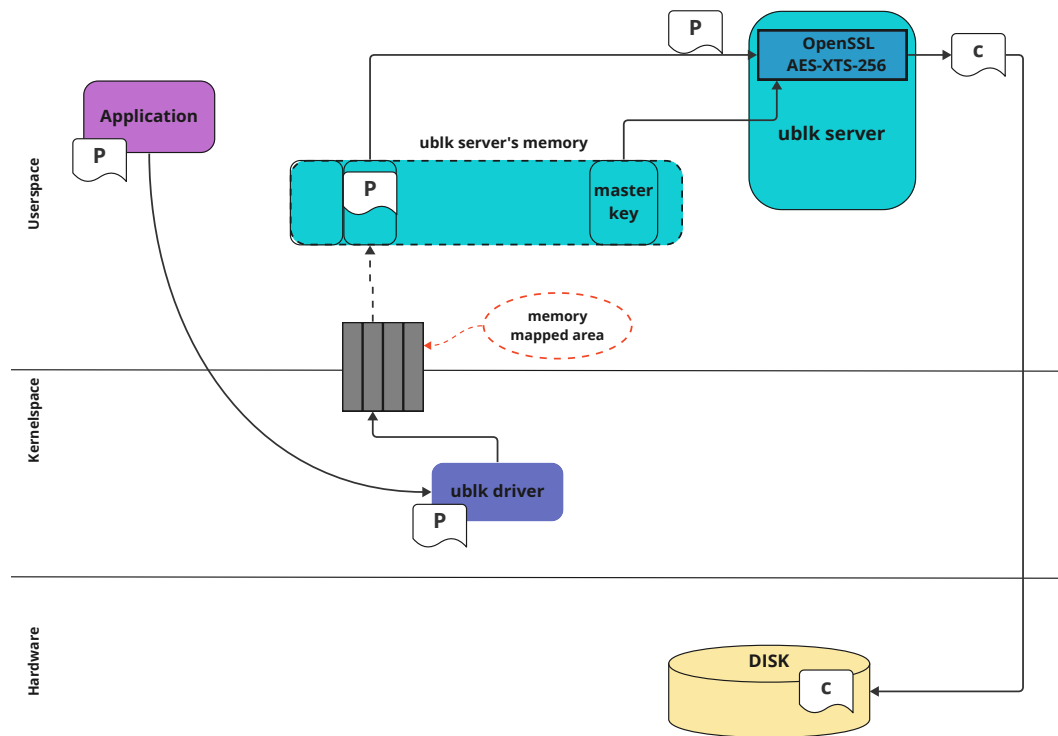 P
OpenSSL
AES-XTS-256
c
Application
P
ublk server's memory
ublk server
Userspace
P
master
key
memory
mapped area
Kernelspace
ublk driver
P
Hardware
DISK
c